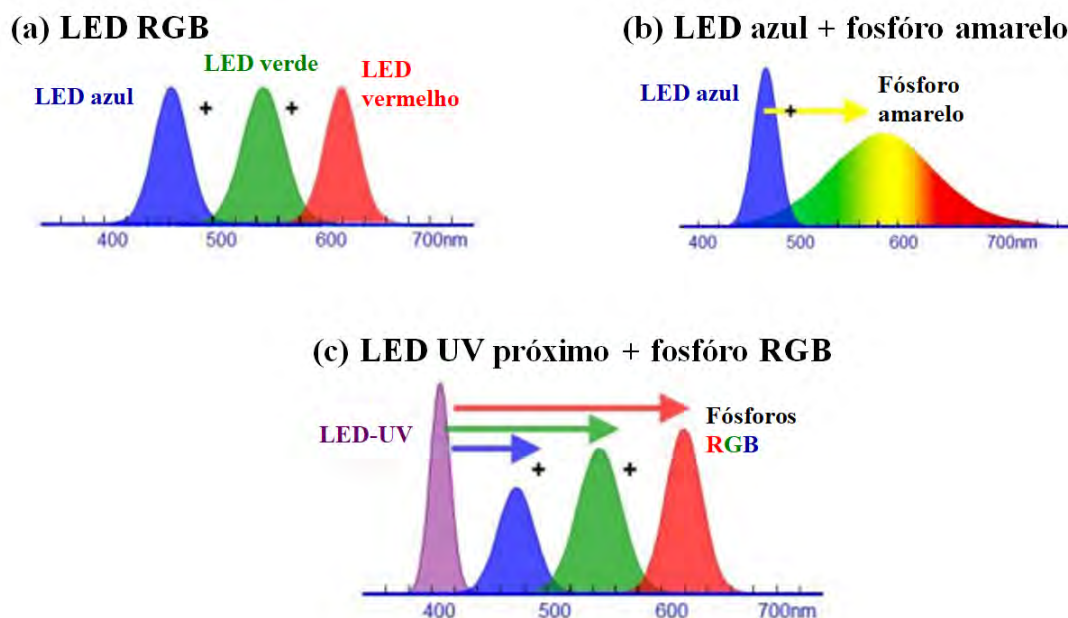 (a) LED RGB
LED azul
+
LED verde
+
LED
vermelho
400 500 600 700nm
(b) LED azul + fosfóro amarelo
LED azul
+
Fósforo
amarelo
400 500 600 700nm
(c) LED UV próximo + fosfóro RGB
LED-UV
+
+
Fósforos
RGB
400 500 600 700nm